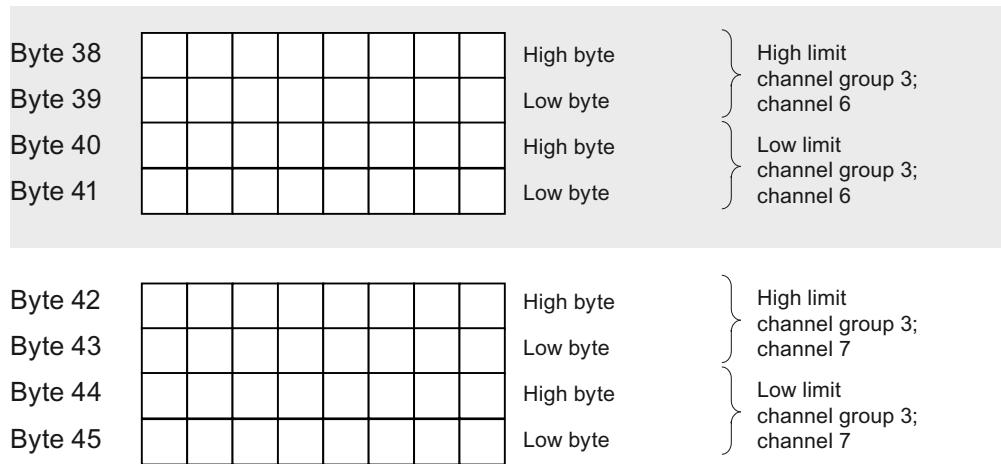 Byte 38
High byte
High limit
channel group 3;
channel 6
Byte 39
Low byte
Byte 40
High byte
Low limit
channel group 3;
channel 6
Byte 41
Low byte
Byte 42
High byte
High limit
channel group 3;
channel 7
Byte 43
Low byte
Byte 44
High byte
Low limit
channel group 3;
channel 7
Byte 45
Low byte